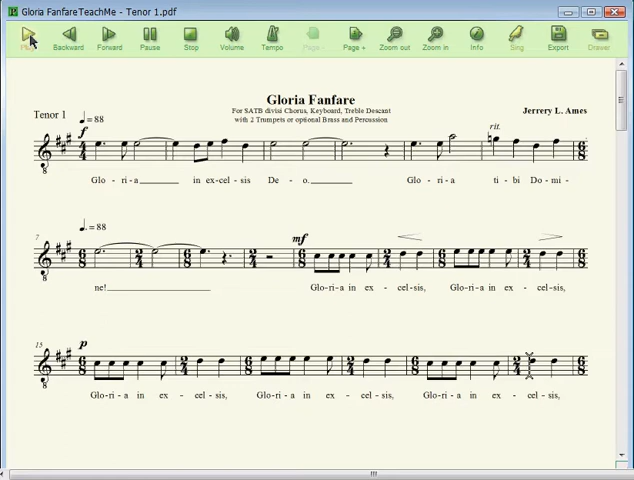 Gloria FanfareTeachMe - Tenor 1.pdf
Play Backward Forward Pause Stop Volume Tempo Page - Page + Zoom out Zoom in Info Sing Export Drawer
Gloria Fanfare
For SATB divisi Chorus, Keyboard, Treble Descant
with 2 Trumpets or optional Brass and Percussion
Tenor 1
Jerrery L. Ames
♩ = 88
rit.
f
Glo - ri - a in ex-cel - sis De - o. Glo - ri - a ti - bi Do - mi -
♩. = 88
7
mf
ne! Glo-ri-a in ex - cel-sis, Glo-ri-a in ex - cel-sis,
15
p
Glo-ri-a in ex - cel-sis, Glo-ri-a in ex - cel-sis, Glo-ri-a in ex - cel-sis,